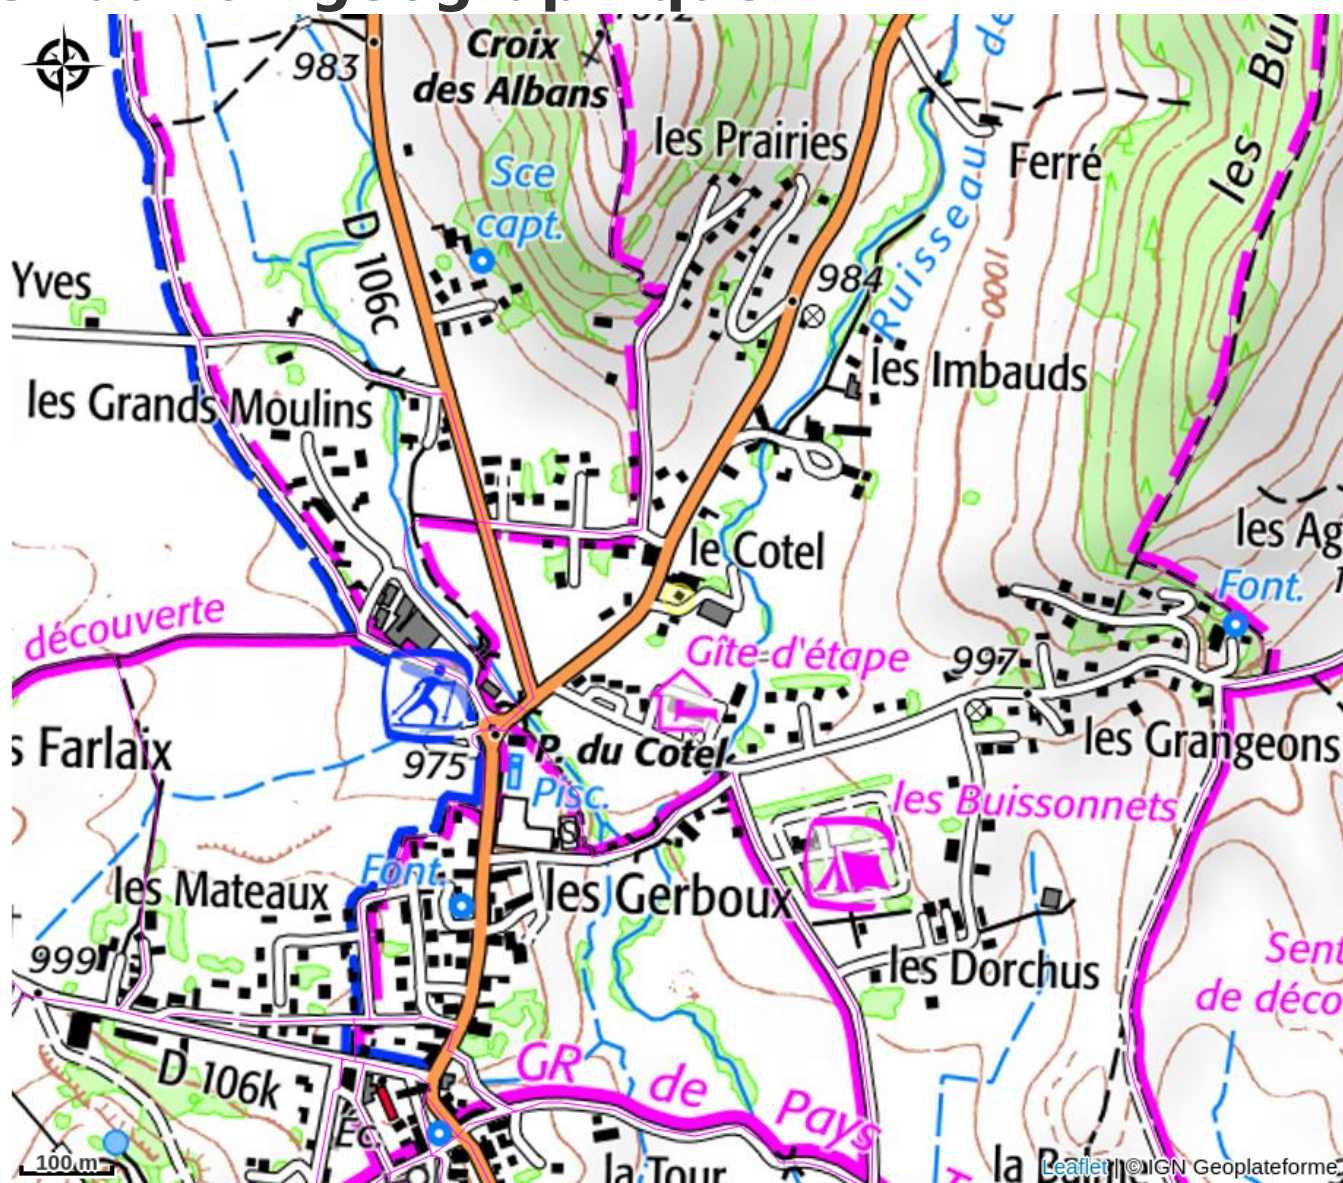 983
Croix
des Albans
les Prairies
Sce
capt.
D 106c
Yves
984
Ruisseau
de
Ferré
1000
les Imbauds
les
les Grands Moulins
le Cotel
les Ag
Font.
découverte
Gîte d'étape
997
s Farlaix
975
P. du Cotel
les Grangeons
Pisc.
les Buissonnets
Font.
les Mateaux
les Gerboux
999
les Dorchus
Sent
de déco
D 106k
GR de Pays
Éc.
la Tour
100 m
Leaflet | © IGN Geoplateforme